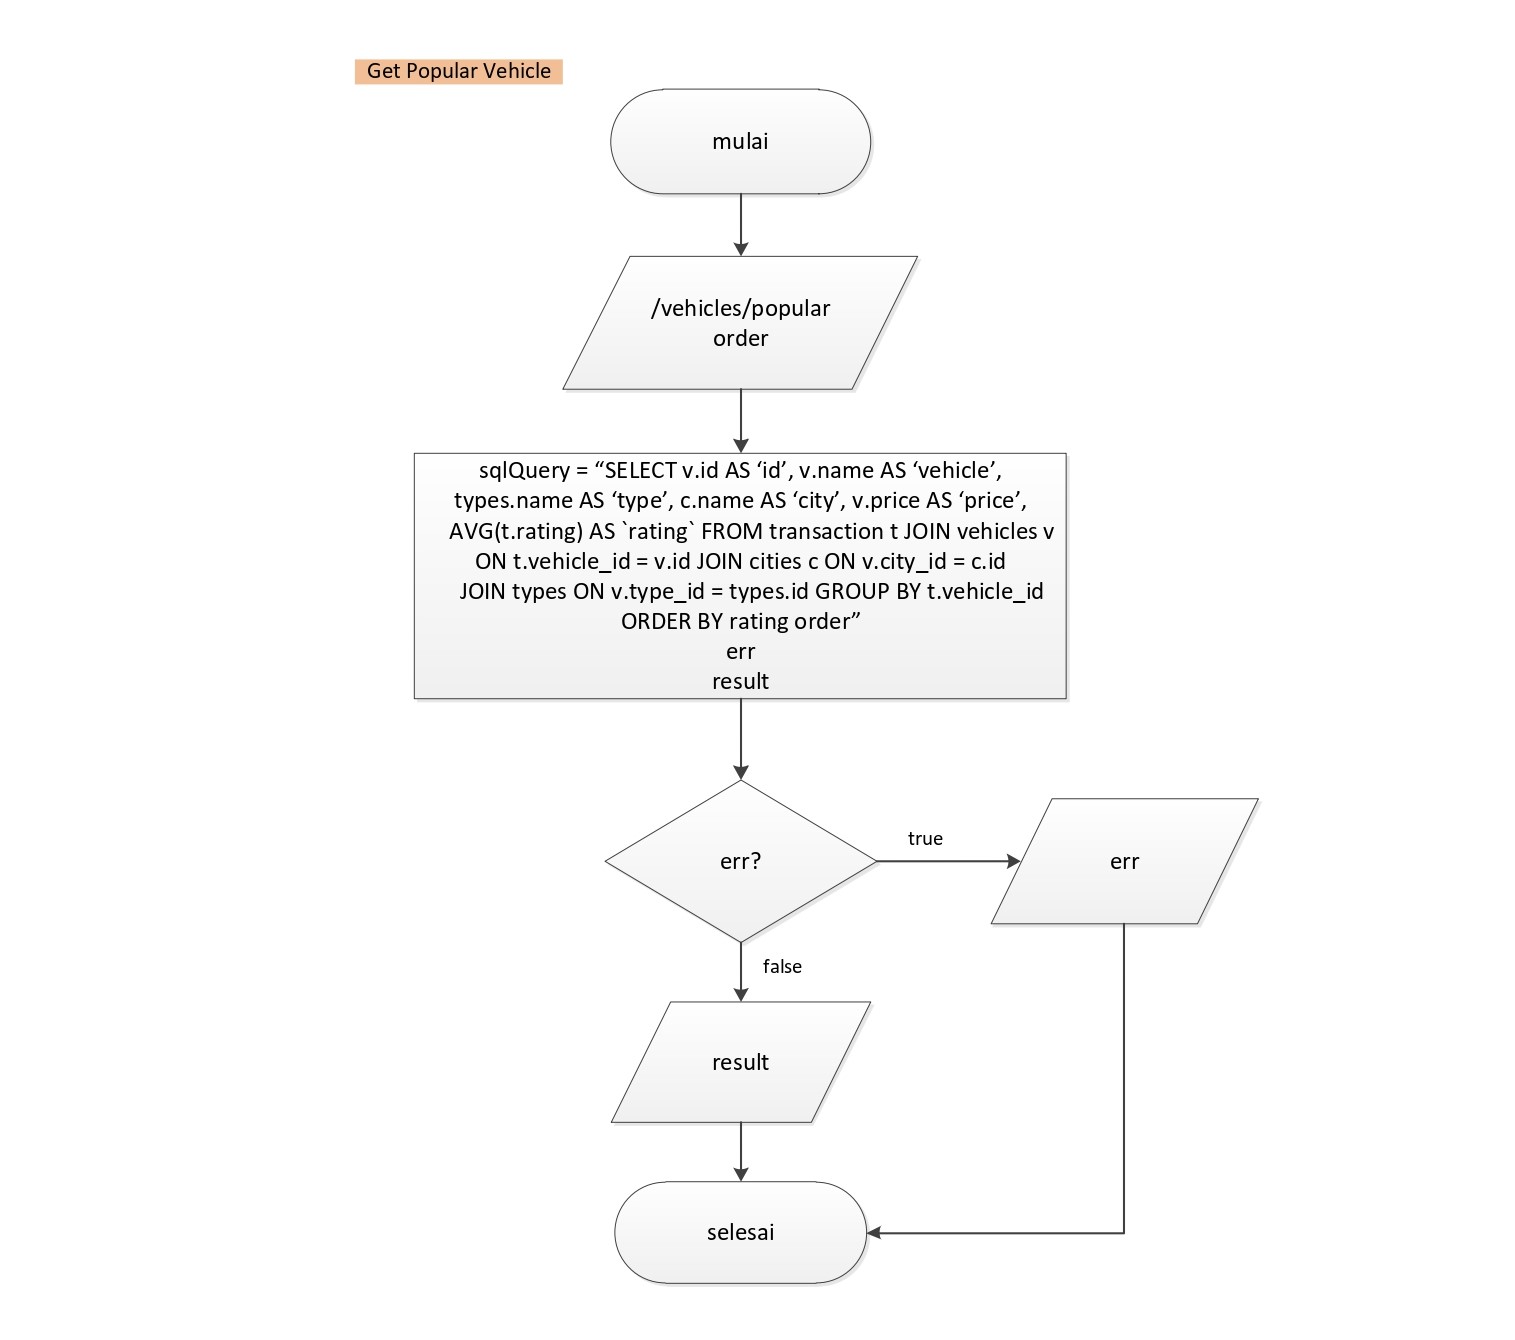 Get Popular Vehicle
mulai
/vehicles/popular
order
sqlQuery = “SELECT v.id AS ‘id’, v.name AS ‘vehicle’,
types.name AS ‘type’, c.name AS ‘city’, v.price AS ‘price’,
AVG(t.rating) AS `rating` FROM transaction t JOIN vehicles v
ON t.vehicle_id = v.id JOIN cities c ON v.city_id = c.id
JOIN types ON v.type_id = types.id GROUP BY t.vehicle_id
ORDER BY rating order”
err
result
err?
true
err
false
result
selesai